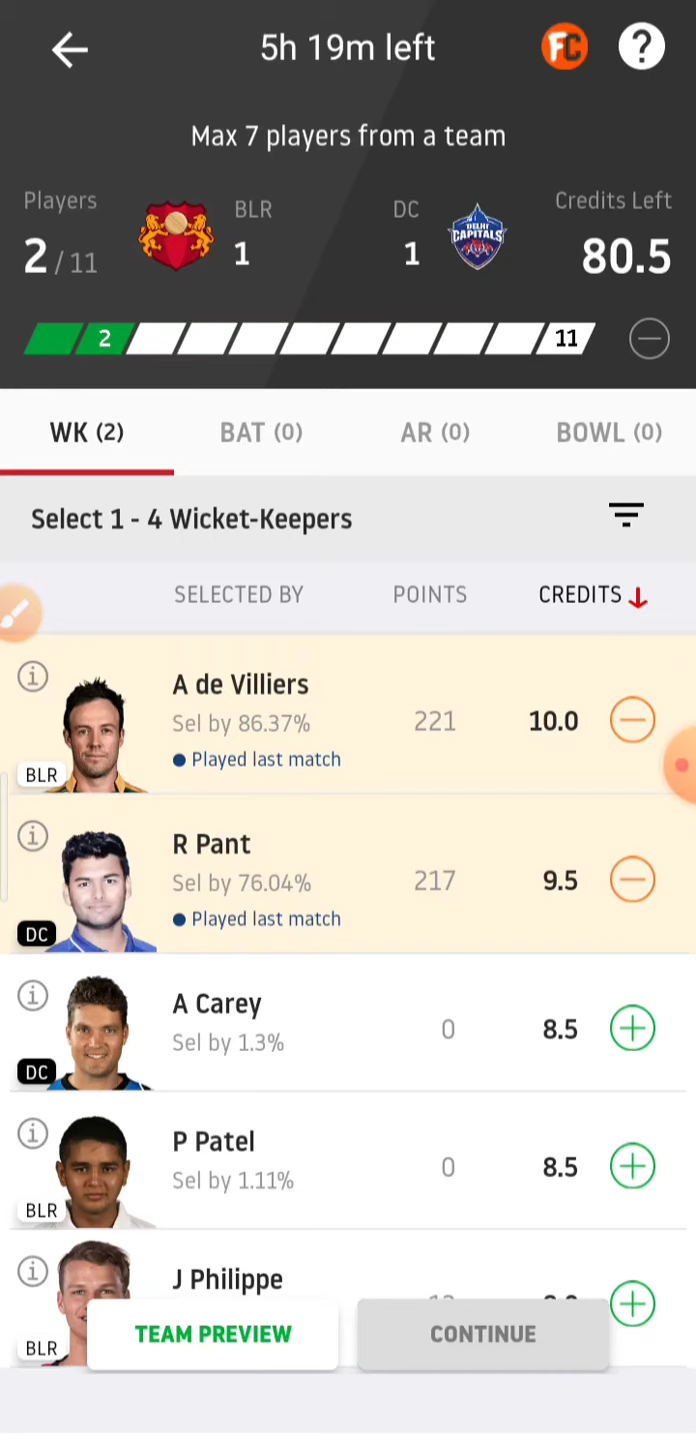 5h 19m left
FC
?
Max 7 players from a team
Players
2 / 11
BLR
1
DC
1
DELHI
CAPITALS
Credits Left
80.5
2
11
WK (2)
BAT (0)
AR (0)
BOWL (0)
Select 1 - 4 Wicket-Keepers
SELECTED BY
POINTS
CREDITS
A de Villiers
Sel by 86.37%
Played last match
221
10.0
BLR
R Pant
Sel by 76.04%
Played last match
217
9.5
DC
A Carey
Sel by 1.3%
0
8.5
DC
P Patel
Sel by 1.11%
0
8.5
BLR
J Philippe
BLR
TEAM PREVIEW
CONTINUE